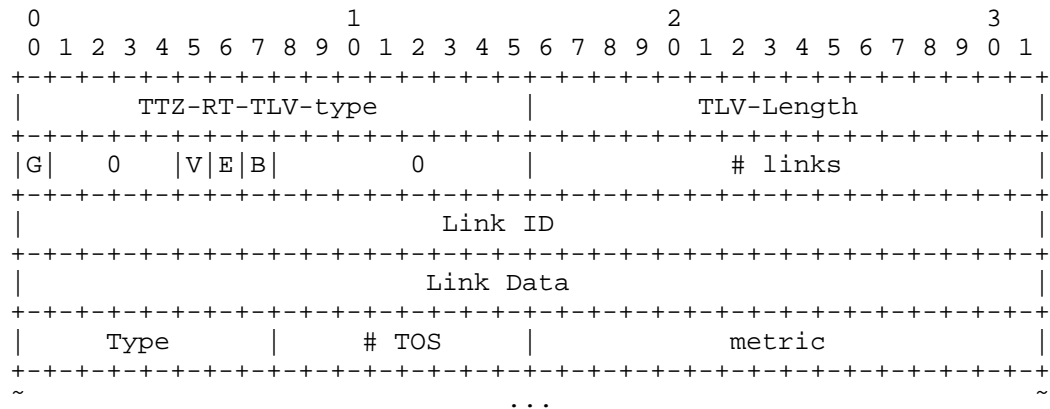 0                   1                   2                   3
 0 1 2 3 4 5 6 7 8 9 0 1 2 3 4 5 6 7 8 9 0 1 2 3 4 5 6 7 8 9 0 1
+-+-+-+-+-+-+-+-+-+-+-+-+-+-+-+-+-+-+-+-+-+-+-+-+-+-+-+-+-+-+-+-+
|       TTZ-RT-TLV-type         |          TLV-Length           |
+-+-+-+-+-+-+-+-+-+-+-+-+-+-+-+-+-+-+-+-+-+-+-+-+-+-+-+-+-+-+-+-+
|G|   0   |V|E|B|        0      |            # links            |
+-+-+-+-+-+-+-+-+-+-+-+-+-+-+-+-+-+-+-+-+-+-+-+-+-+-+-+-+-+-+-+-+
|                          Link ID                              |
+-+-+-+-+-+-+-+-+-+-+-+-+-+-+-+-+-+-+-+-+-+-+-+-+-+-+-+-+-+-+-+-+
|                         Link Data                             |
+-+-+-+-+-+-+-+-+-+-+-+-+-+-+-+-+-+-+-+-+-+-+-+-+-+-+-+-+-+-+-+-+
|     Type      |     # TOS     |            metric             |
+-+-+-+-+-+-+-+-+-+-+-+-+-+-+-+-+-+-+-+-+-+-+-+-+-+-+-+-+-+-+-+-+
~                              ...                              ~